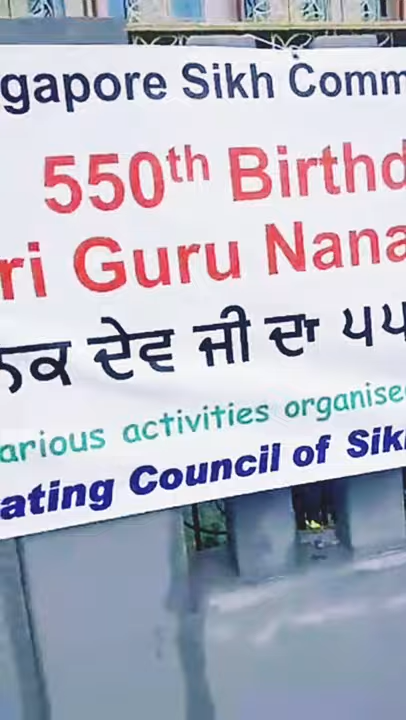 gapore Sikh Comm
550th Birthd
ri Guru Nana
ਨਕ ਦੇਵ ਜੀ ਦਾ ੫੫
arious activities organise
ating Council of Sik